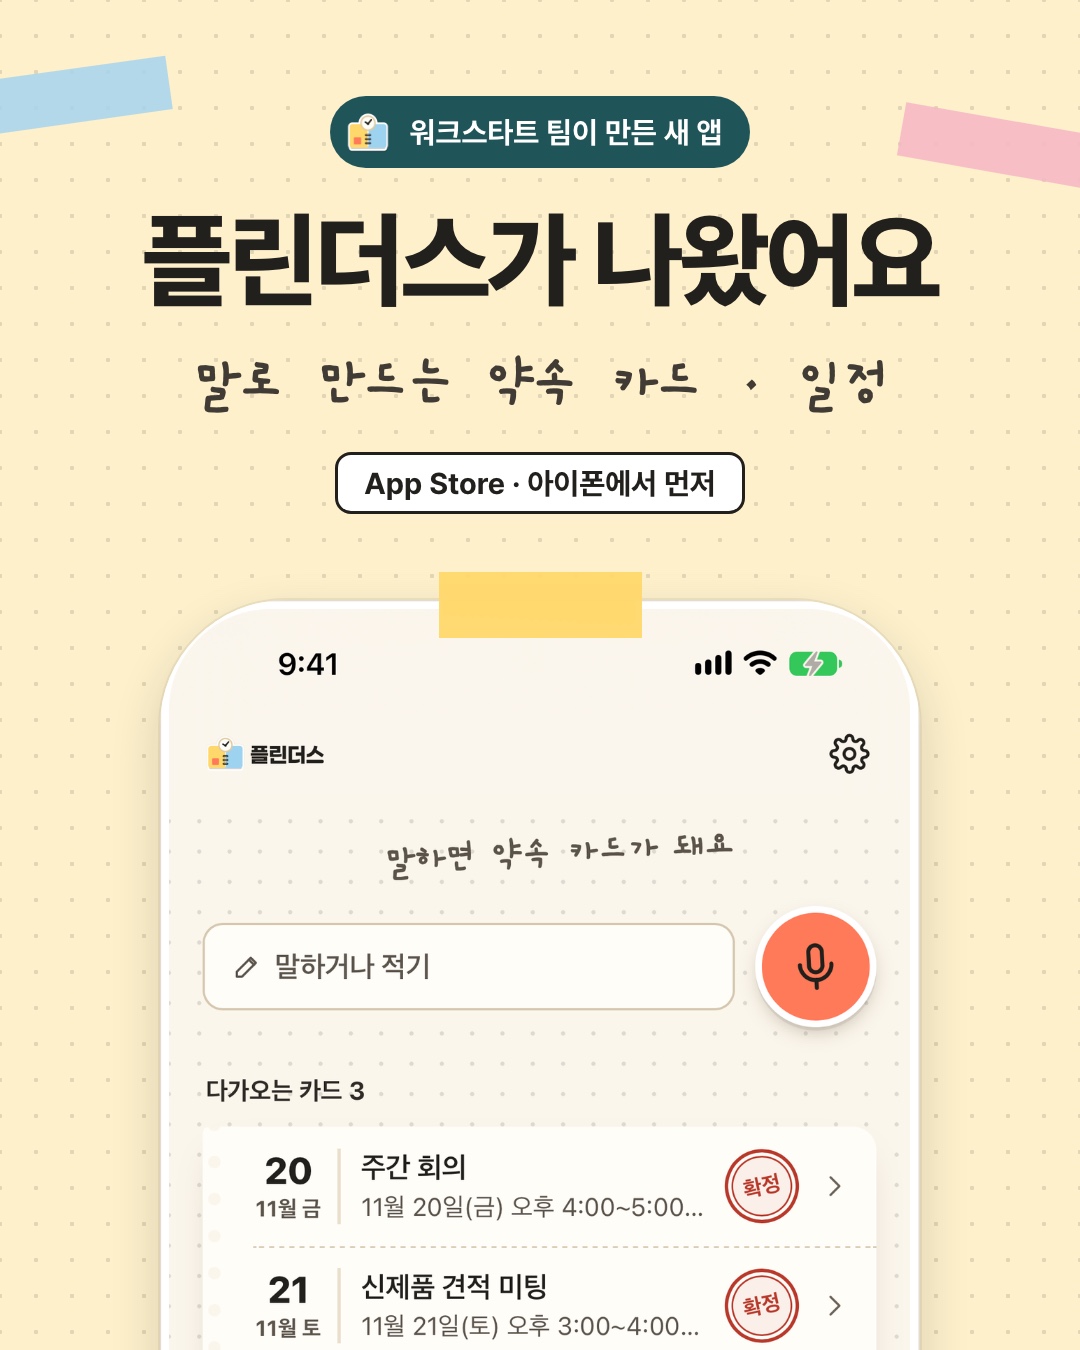 워크스타트 팀이 만든 새 앱
플린더스가 나왔어요
말로 만드는 약속 카드 · 일정
App Store · 아이폰에서 먼저
9:41
플린더스
말하면 약속 카드가 돼요
말하거나 적기
다가오는 카드 3
20
11월 금
주간 회의
11월 20일(금) 오후 4:00~5:00...
확정
21
11월 토
신제품 견적 미팅
11월 21일(토) 오후 3:00~4:00...
확정